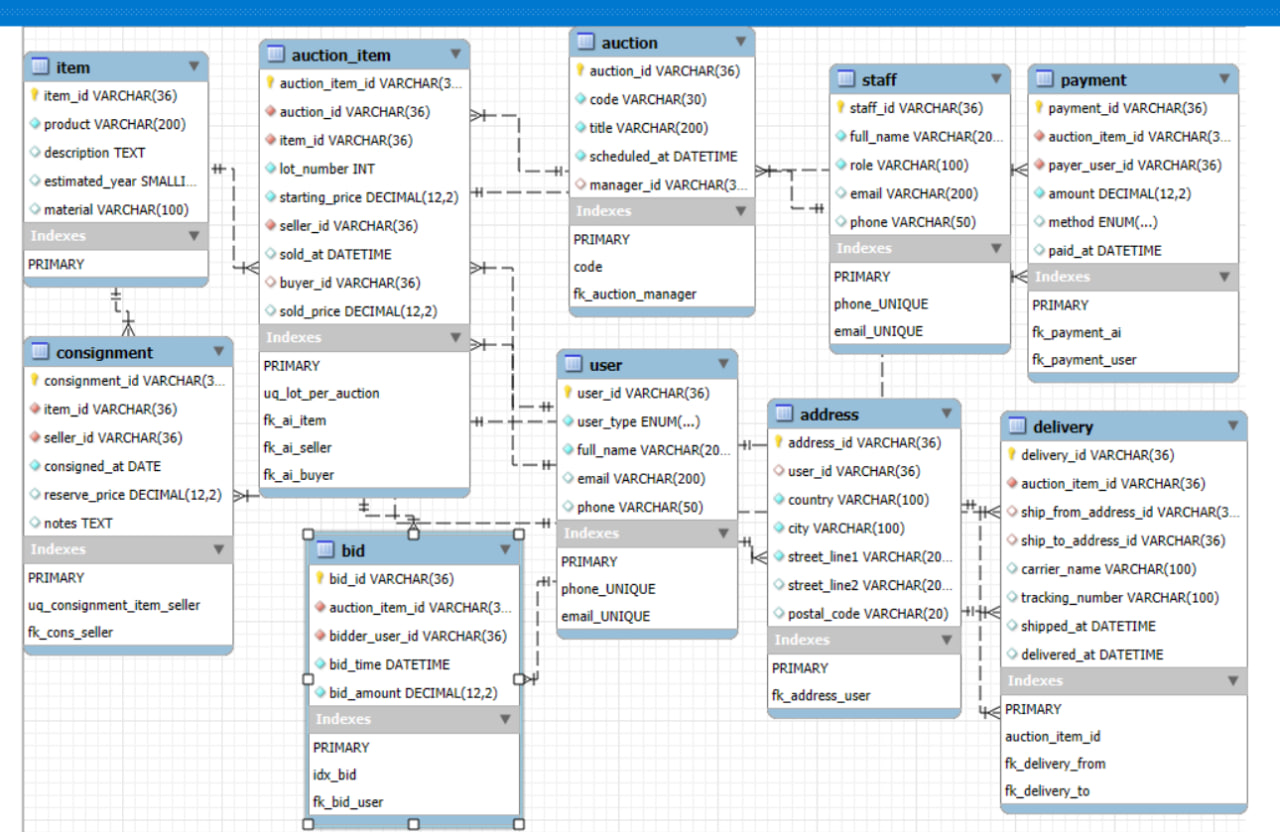 item
item_id VARCHAR(36)
product VARCHAR(200)
description TEXT
estimated_year SMALLI...
material VARCHAR(100)
Indexes
PRIMARY
auction_item
auction_item_id VARCHAR(3...
auction_id VARCHAR(36)
item_id VARCHAR(36)
lot_number INT
starting_price DECIMAL(12,2)
seller_id VARCHAR(36)
sold_at DATETIME
buyer_id VARCHAR(36)
sold_price DECIMAL(12,2)
Indexes
PRIMARY
uq_lot_per_auction
fk_ai_item
fk_ai_seller
fk_ai_buyer
auction
auction_id VARCHAR(36)
code VARCHAR(30)
title VARCHAR(200)
scheduled_at DATETIME
manager_id VARCHAR(3...
Indexes
PRIMARY
code
fk_auction_manager
staff
staff_id VARCHAR(36)
full_name VARCHAR(20...
role VARCHAR(100)
email VARCHAR(200)
phone VARCHAR(50)
Indexes
PRIMARY
phone_UNIQUE
email_UNIQUE
payment
payment_id VARCHAR(36)
auction_item_id VARCHAR(3...
payer_user_id VARCHAR(36)
amount DECIMAL(12,2)
method ENUM(...)
paid_at DATETIME
Indexes
PRIMARY
fk_payment_ai
fk_payment_user
consignment
consignment_id VARCHAR(3...
item_id VARCHAR(36)
seller_id VARCHAR(36)
consigned_at DATE
reserve_price DECIMAL(12,2)
notes TEXT
Indexes
PRIMARY
uq_consignment_item_seller
fk_cons_seller
bid
bid_id VARCHAR(36)
auction_item_id VARCHAR(3...
bidder_user_id VARCHAR(36)
bid_time DATETIME
bid_amount DECIMAL(12,2)
Indexes
PRIMARY
idx_bid
fk_bid_user
user
user_id VARCHAR(36)
user_type ENUM(...)
full_name VARCHAR(20...
email VARCHAR(200)
phone VARCHAR(50)
Indexes
PRIMARY
phone_UNIQUE
email_UNIQUE
address
address_id VARCHAR(36)
user_id VARCHAR(36)
country VARCHAR(100)
city VARCHAR(100)
street_line1 VARCHAR(20...
street_line2 VARCHAR(20...
postal_code VARCHAR(20)
Indexes
PRIMARY
fk_address_user
delivery
delivery_id VARCHAR(36)
auction_item_id VARCHAR(36)
ship_from_address_id VARCHAR(3...
ship_to_address_id VARCHAR(36)
carrier_name VARCHAR(100)
tracking_number VARCHAR(100)
shipped_at DATETIME
delivered_at DATETIME
Indexes
PRIMARY
auction_item_id
fk_delivery_from
fk_delivery_to